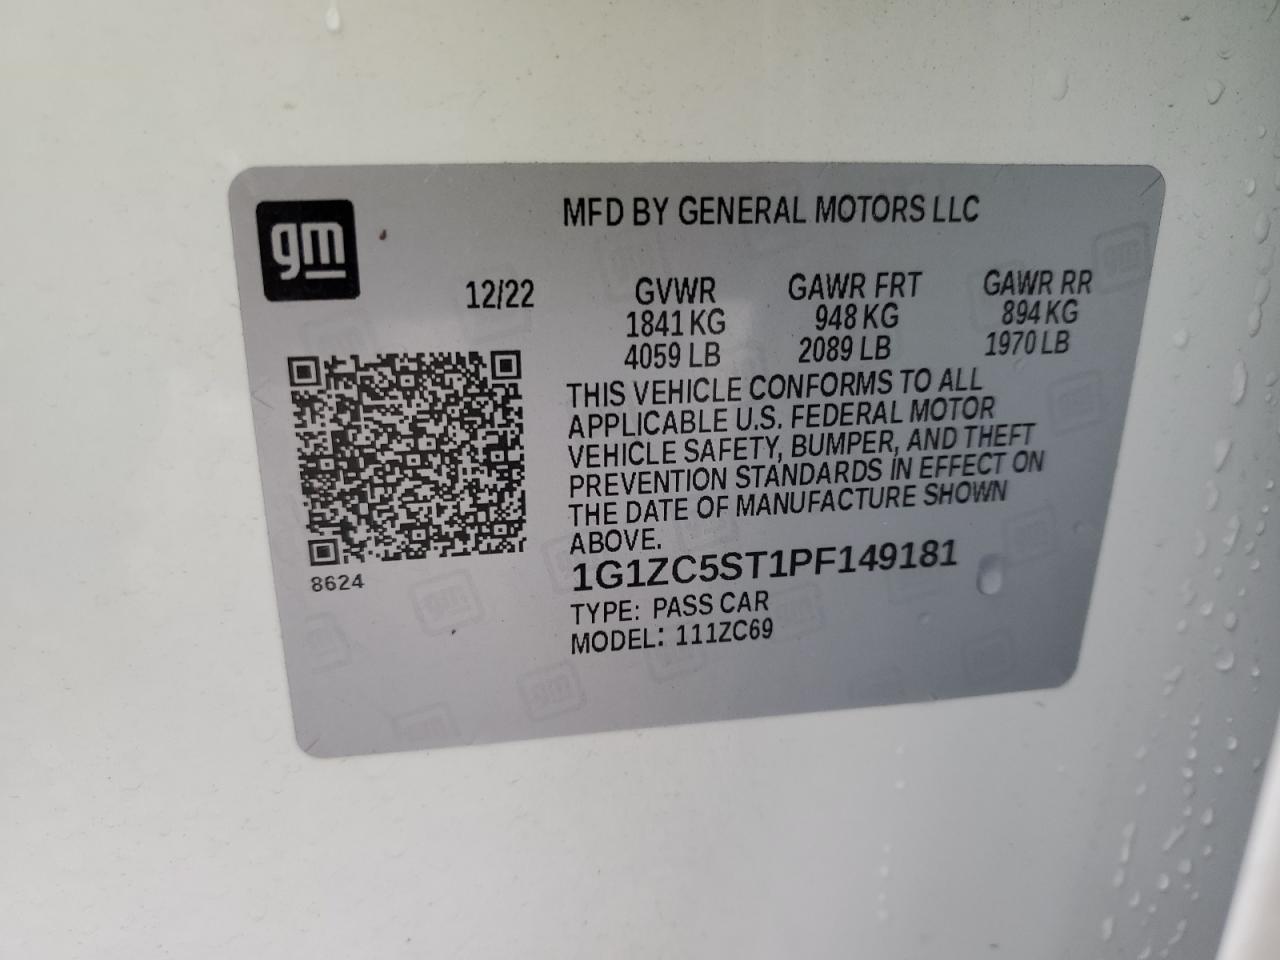 gm
MFD BY GENERAL MOTORS LLC
12/22
GVWR GAWR FRT GAWR RR
1841 KG 948 KG 894 KG
4059 LB 2089 LB 1970 LB
THIS VEHICLE CONFORMS TO ALL
APPLICABLE U.S. FEDERAL MOTOR
VEHICLE SAFETY, BUMPER, AND THEFT
PREVENTION STANDARDS IN EFFECT ON
THE DATE OF MANUFACTURE SHOWN
ABOVE.
8624
1G1ZC5ST1PF149181
TYPE: PASS CAR
MODEL: 111ZC69